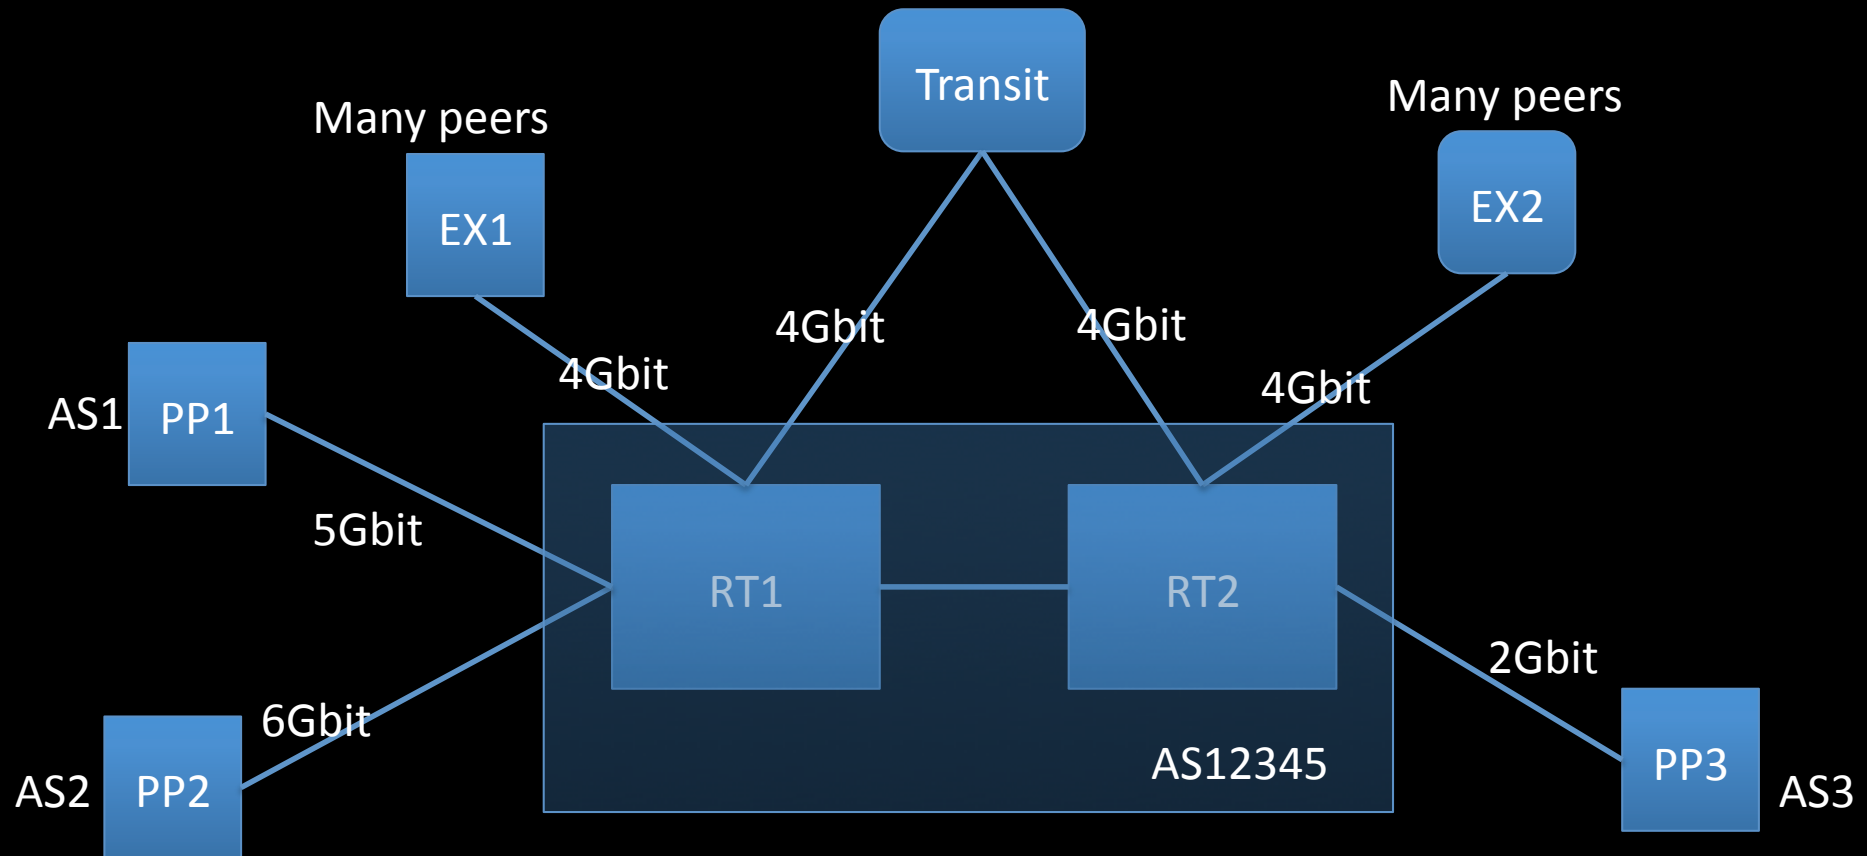 Transit
Many peers
Many peers
EX1
EX2
4Gbit
4Gbit
4Gbit
4Gbit
AS1
PP1
5Gbit
RT1
RT2
2Gbit
6Gbit
AS12345
PP3
AS3
AS2
PP2